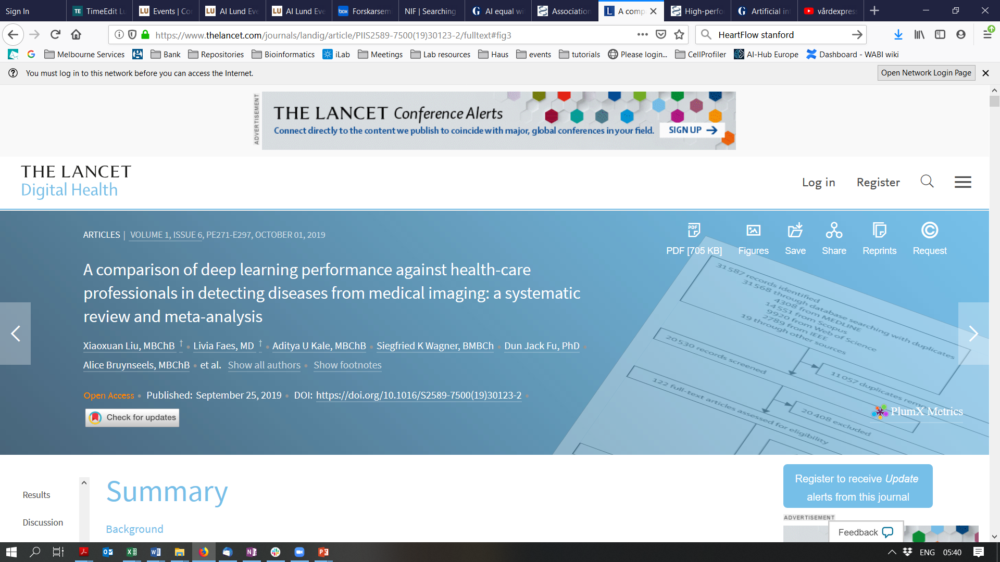 Sign In
TimeEdit Lu
Events | Co
AI Lund Eve
AI Lund Eve
Forskarsem
NIF | Searching
AI equal wi
Association
A comp
High-perfo
Artificial in
vårdexpres
https://www.thelancet.com/journals/landig/article/PIIS2589-7500(19)30123-2/fulltext#fig3
HeartFlow stanford
Melbourne Services
Bank
Repositories
Bioinformatics
iLab
Meetings
Lab resources
Haus
events
tutorials
Please login...
CellProfiler
AI-Hub Europe
Dashboard - WABI wiki
You must log in to this network before you can access the Internet.
Open Network Login Page
ADVERTISEMENT
THE LANCET Conference Alerts
Connect directly to the content we publish to coincide with major, global conferences in your field.
SIGN UP
THE LANCET
Digital Health
Log in
Register
ARTICLES | VOLUME 1, ISSUE 6, PE271-E297, OCTOBER 01, 2019
PDF [705 KB]
Figures
Save
Share
Reprints
Request
A comparison of deep learning performance against health-care
professionals in detecting diseases from medical imaging: a systematic
review and meta-analysis
Xiaoxuan Liu, MBChB † • Livia Faes, MD † • Aditya U Kale, MBChB • Siegfried K Wagner, BMBCh • Dun Jack Fu, PhD •
Alice Bruynseels, MBChB • et al. Show all authors • Show footnotes
Open Access • Published: September 25, 2019 • DOI: https://doi.org/10.1016/S2589-7500(19)30123-2 •
Check for updates
31 587 records identified
31 568 through database searching with duplicates
4308 from MEDLINE
14 551 from Scopus
9920 from Web of Science
2789 from IEEE
19 through other sources
20 530 records screened
11 057 duplicates remo
122 full-text articles assessed for eligibility
20 408 excluded
PlumX Metrics
Results
Discussion
Summary
Background
Register to receive Update
alerts from this journal
ADVERTISEMENT
Feedback
ENG
05:40